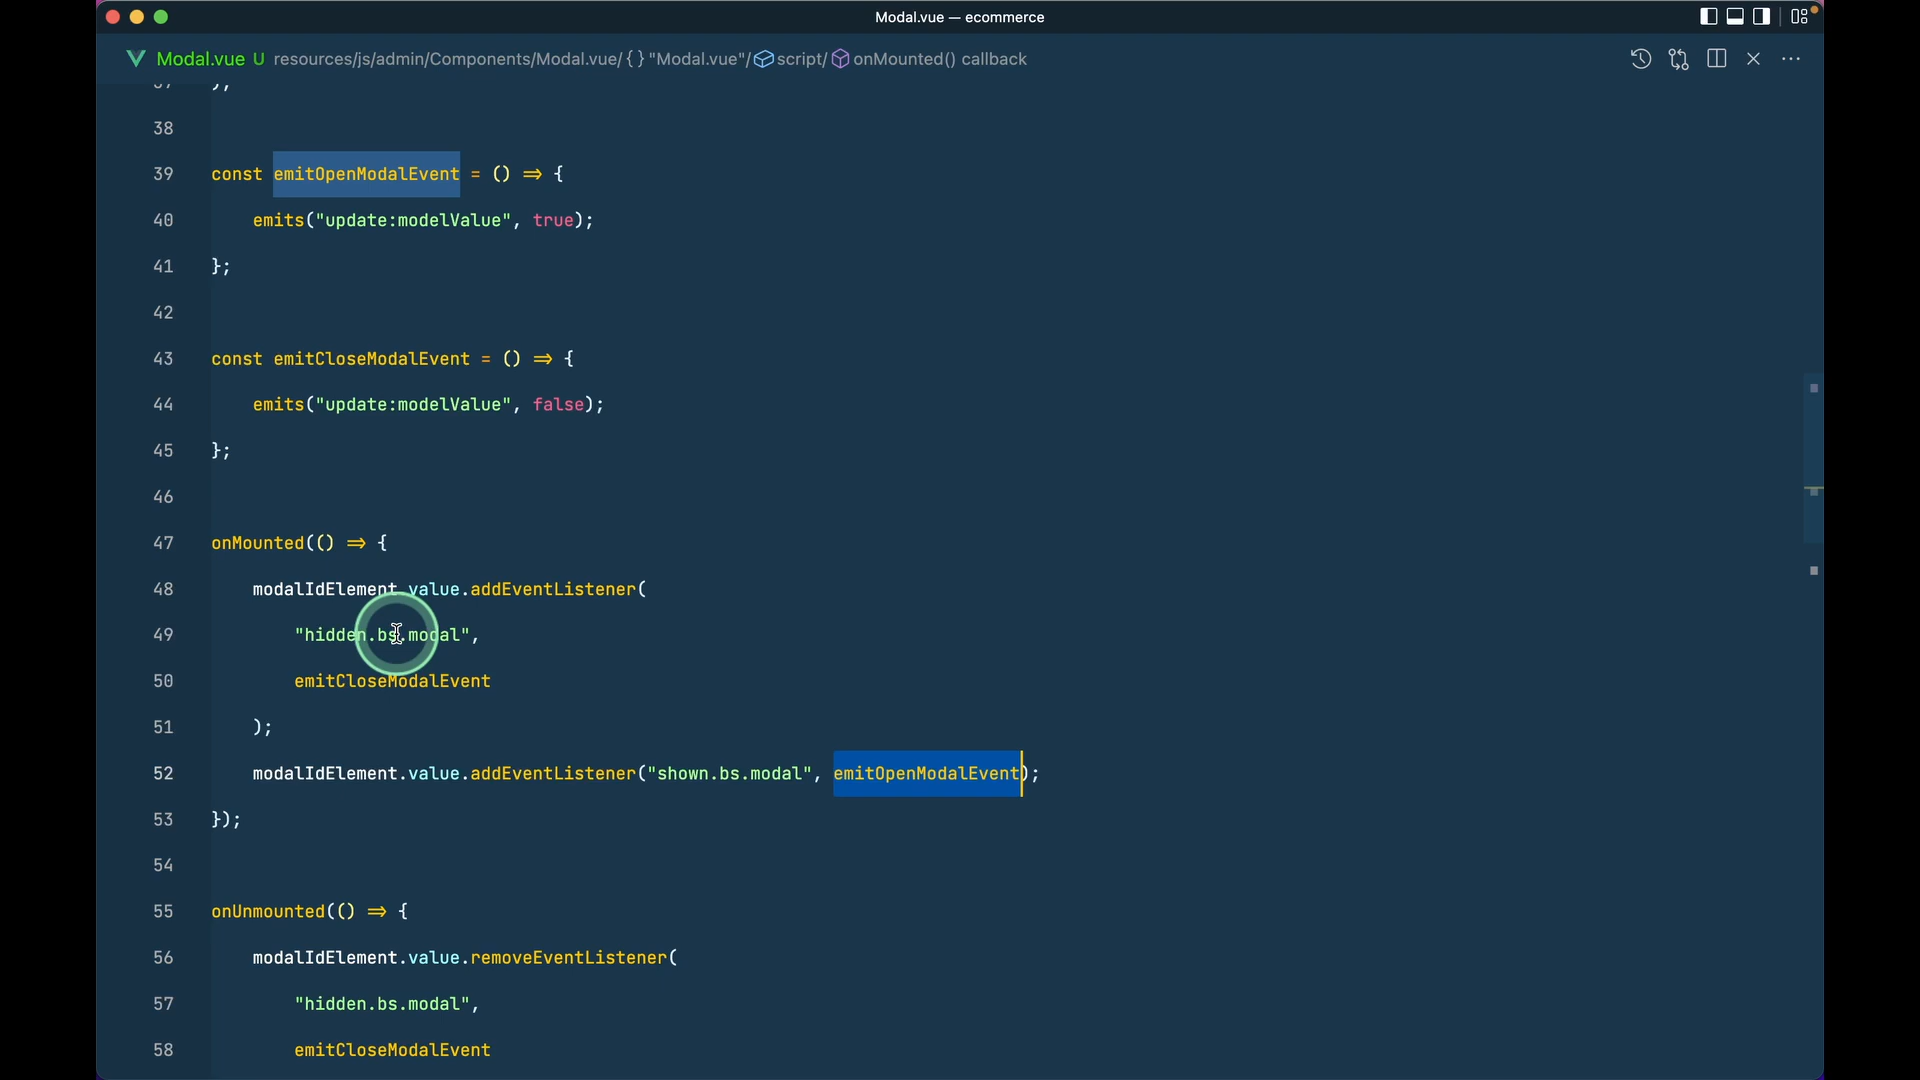 Modal.vue — ecommerce
Modal.vue U resources/js/admin/Components/Modal.vue/{} "Modal.vue"/script/onMounted() callback
38
39 const emitOpenModalEvent = () => {
40 emits("update:modelValue", true);
41 };
42
43 const emitCloseModalEvent = () => {
44 emits("update:modelValue", false);
45 };
46
47 onMounted(() => {
48 modalIdElement.value.addEventListener(
49 "hidden.bs.modal",
50 emitCloseModalEvent
51 );
52 modalIdElement.value.addEventListener("shown.bs.modal", emitOpenModalEvent);
53 });
54
55 onUnmounted(() => {
56 modalIdElement.value.removeEventListener(
57 "hidden.bs.modal",
58 emitCloseModalEvent